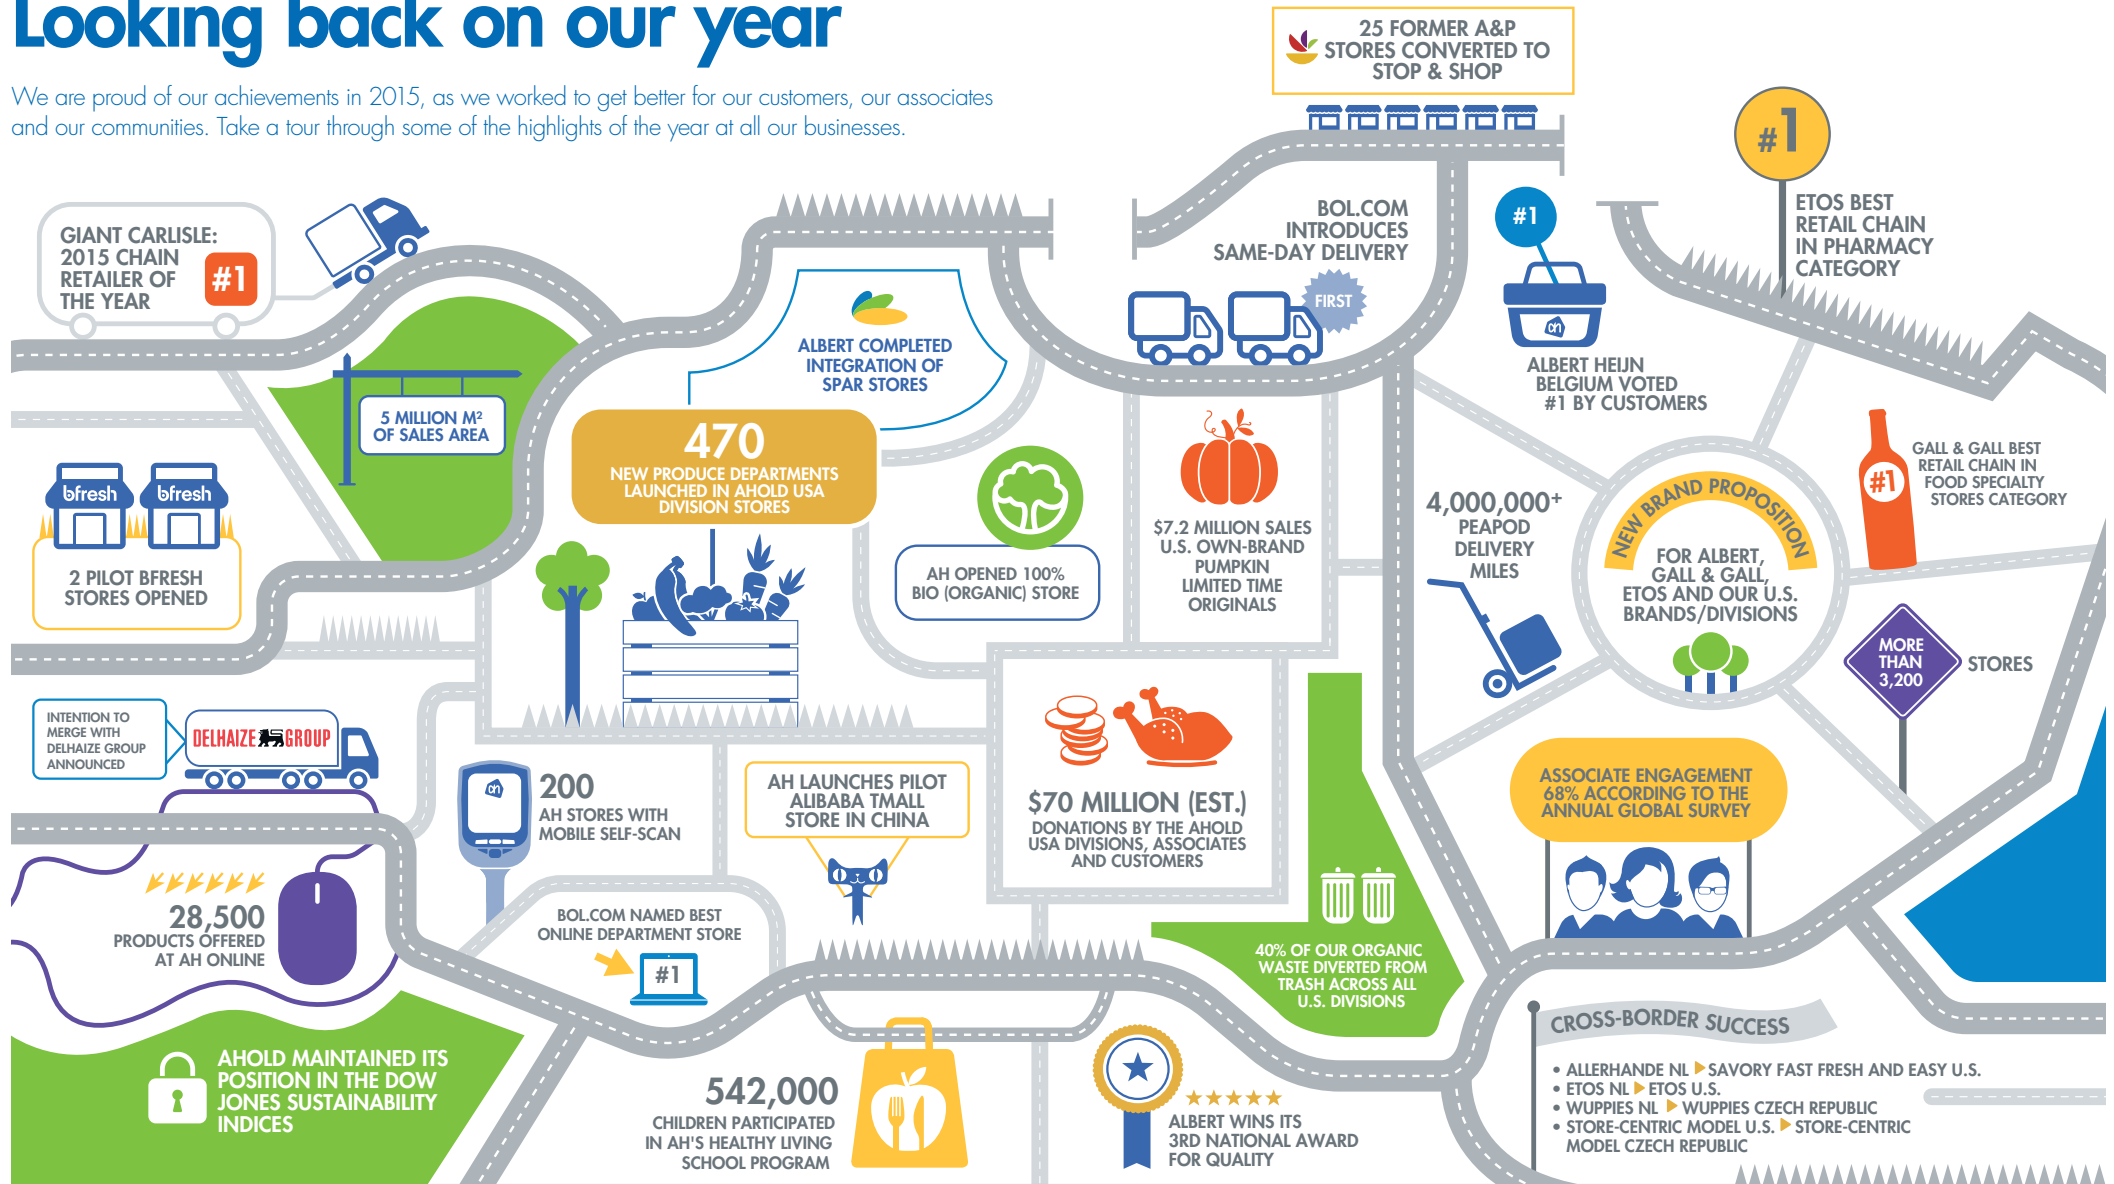 Looking back on our year
We are proud of our achievements in 2015, as we worked to get better for our customers, our associates
and our communities. Take a tour through some of the highlights of the year at all our businesses.
25 FORMER A&P
STORES CONVERTED TO
STOP & SHOP
#1
ETOS BEST
RETAIL CHAIN
IN PHARMACY
CATEGORY
GIANT CARLISLE:
2015 CHAIN
RETAILER OF
THE YEAR
#1
BOL.COM
INTRODUCES
SAME-DAY DELIVERY
FIRST
#1
ah
ALBERT HEIJN
BELGIUM VOTED
#1 BY CUSTOMERS
ALBERT COMPLETED
INTEGRATION OF
SPAR STORES
5 MILLION M²
OF SALES AREA
470
NEW PRODUCE DEPARTMENTS
LAUNCHED IN AHOLD USA
DIVISION STORES
bfresh
bfresh
2 PILOT BFRESH
STORES OPENED
AH OPENED 100%
BIO (ORGANIC) STORE
$7.2 MILLION SALES
U.S. OWN-BRAND
PUMPKIN
LIMITED TIME
ORIGINALS
4,000,000+
PEAPOD
DELIVERY
MILES
NEW BRAND PROPOSITION
FOR ALBERT,
GALL & GALL,
ETOS AND OUR U.S.
BRANDS/DIVISIONS
#1
GALL & GALL BEST
RETAIL CHAIN IN
FOOD SPECIALTY
STORES CATEGORY
MORE
THAN
3,200
STORES
INTENTION TO
MERGE WITH
DELHAIZE GROUP
ANNOUNCED
DELHAIZE GROUP
ah
200
AH STORES WITH
MOBILE SELF-SCAN
AH LAUNCHES PILOT
ALIBABA TMALL
STORE IN CHINA
$70 MILLION (EST.)
DONATIONS BY THE AHOLD
USA DIVISIONS, ASSOCIATES
AND CUSTOMERS
ASSOCIATE ENGAGEMENT
68% ACCORDING TO THE
ANNUAL GLOBAL SURVEY
28,500
PRODUCTS OFFERED
AT AH ONLINE
BOL.COM NAMED BEST
ONLINE DEPARTMENT STORE
#1
40% OF OUR ORGANIC
WASTE DIVERTED FROM
TRASH ACROSS ALL
U.S. DIVISIONS
AHOLD MAINTAINED ITS
POSITION IN THE DOW
JONES SUSTAINABILITY
INDICES
542,000
CHILDREN PARTICIPATED
IN AH'S HEALTHY LIVING
SCHOOL PROGRAM
ALBERT WINS ITS
3RD NATIONAL AWARD
FOR QUALITY
CROSS-BORDER SUCCESS
• ALLERHANDE NL ▶ SAVORY FAST FRESH AND EASY U.S.
• ETOS NL ▶ ETOS U.S.
• WUPPIES NL ▶ WUPPIES CZECH REPUBLIC
• STORE-CENTRIC MODEL U.S. ▶ STORE-CENTRIC
MODEL CZECH REPUBLIC